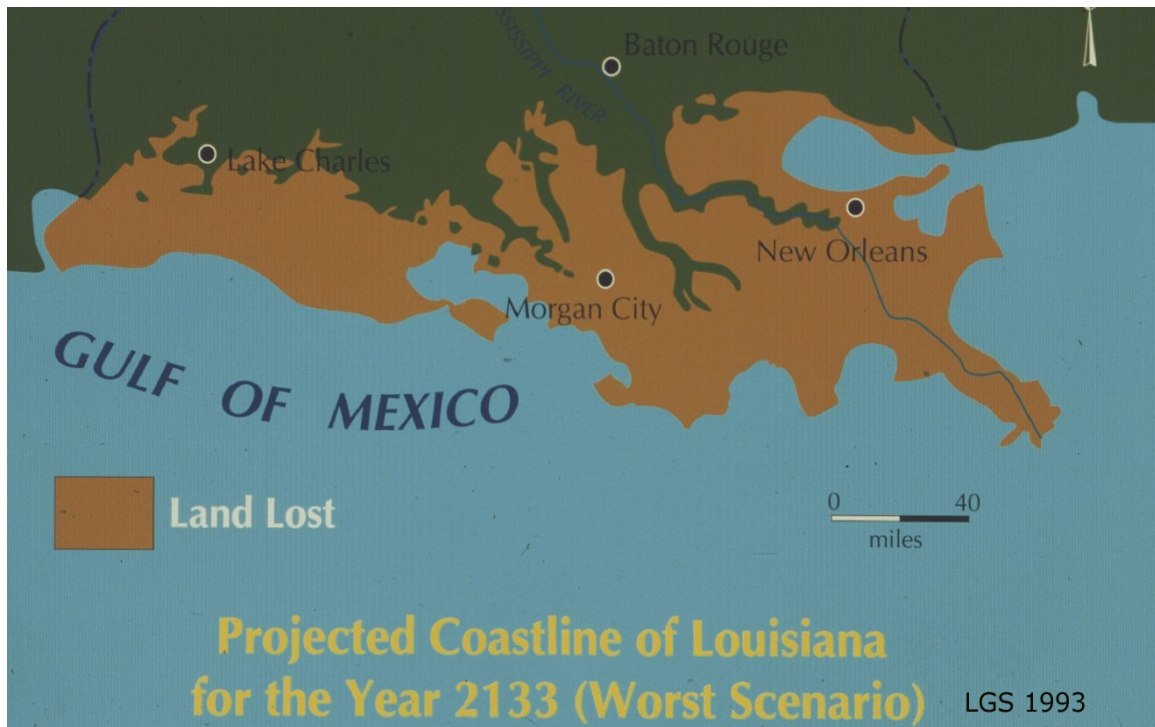 Baton Rouge
SSISSIPPI RIVER
Lake Charles
New Orleans
Morgan City
GULF OF MEXICO
Land Lost
0 40
miles
Projected Coastline of Louisiana
for the Year 2133 (Worst Scenario)
LGS 1993